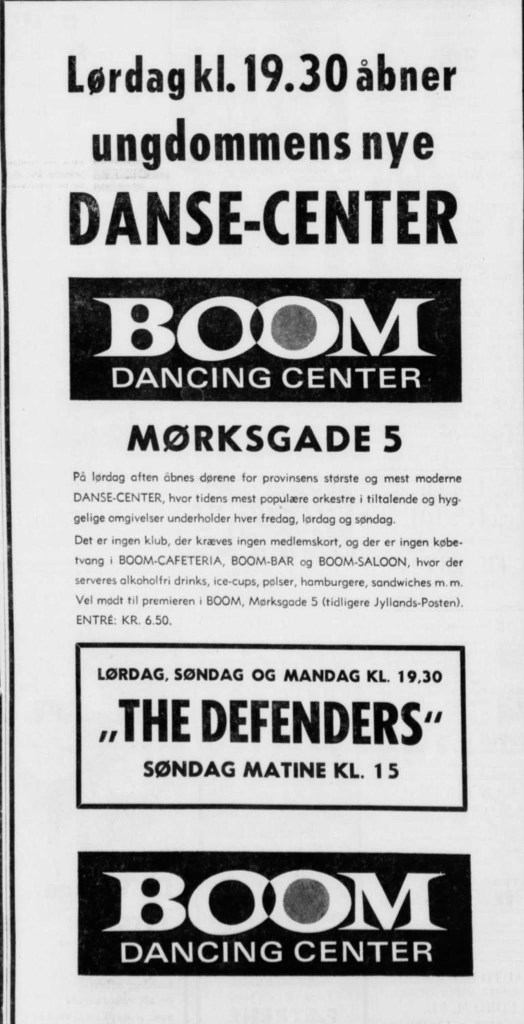 Lørdag kl. 19.30 åbner
ungdommens nye
DANSE-CENTER
BOOM
DANCING CENTER
MØRKSGADE 5
På lørdag aften åbnes dørene for provinsens største og mest moderne
DANSE-CENTER, hvor tidens mest populære orkestre i tiltalende og hyg-
gelige omgivelser underholder hver fredag, lørdag og søndag.
Det er ingen klub, der kræves ingen medlemskort, og der er ingen købe-
tvang i BOOM-CAFETERIA, BOOM-BAR og BOOM-SALOON, hvor der
serveres alkoholfri drinks, ice-cups, pølser, hamburgere, sandwiches m. m.
Vel mødt til premieren i BOOM, Mørksgade 5 (tidligere Jyllands-Posten).
ENTRÉ: KR. 6.50.
LØRDAG, SØNDAG OG MANDAG KL. 19,30
„THE DEFENDERS"
SØNDAG MATINE KL. 15
BOOM
DANCING CENTER